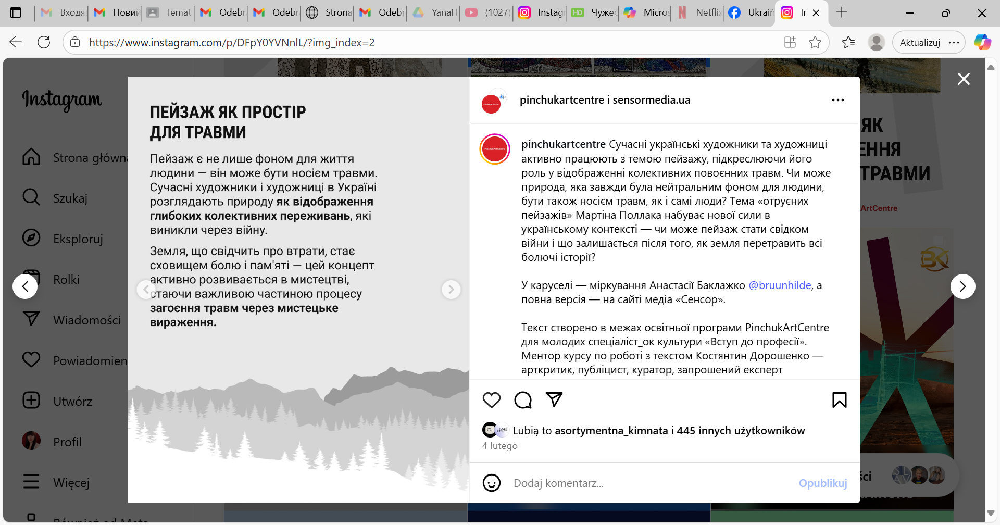 Входя
Новий
Temat
Odebr
Odebr
Strona
Odebr
YanaH
(1027)
Instag
HD
Чужес
Micros
Netflix
Ukraiń
In
https://www.instagram.com/p/DFpY0YVNnlL/?img_index=2
Aktualizuj
Instagram
Strona główna
Szukaj
Eksploruj
Rolki
Wiadomości
Powiadomien
Utwórz
Profil
Więcej
Również od Meta
ПЕЙЗАЖ ЯК ПРОСТІР
ДЛЯ ТРАВМИ
Пейзаж є не лише фоном для життя
людини — він може бути носієм травми.
Сучасні художники і художниці в Україні
розглядають природу як відображення
глибоких колективних переживань, які
виникли через війну.
Земля, що свідчить про втрати, стає
сховищем болю і пам'яті — цей концепт
активно розвивається в мистецтві,
стаючи важливою частиною процесу
загоєння травм через мистецьке
вираження.
pinchukartcentre i sensormedia.ua
PinchukArtCentre
pinchukartcentre Сучасні українські художники та художниці
активно працюють з темою пейзажу, підкреслюючи його
роль у відображенні колективних повоєнних травм. Чи може
природа, яка завжди була нейтральним фоном для людини,
бути також носієм травм, як і самі люди? Тема «отруєних
пейзажів» Мартіна Поллака набуває нової сили в
українському контексті — чи може пейзаж стати свідком
війни і що залишається після того, як земля перетравить всі
болючі історії?
У каруселі — міркування Анастасії Баклажко @bruunhilde, а
повна версія — на сайті медіа «Сенсор».
Текст створено в межах освітньої програми PinchukArtCentre
для молодих спеціаліст_ок культури «Вступ до професії».
Ментор курсу по роботі з текстом Костянтин Дорошенко —
арткритик, публіцист, куратор, запрошений експерт
Lubią to asortymentna_kimnata i 445 innych użytkowników
4 lutego
Dodaj komentarz...
Opublikuj
ЯК
ЕННЯ
ТРАВМИ
ArtCentre
ści